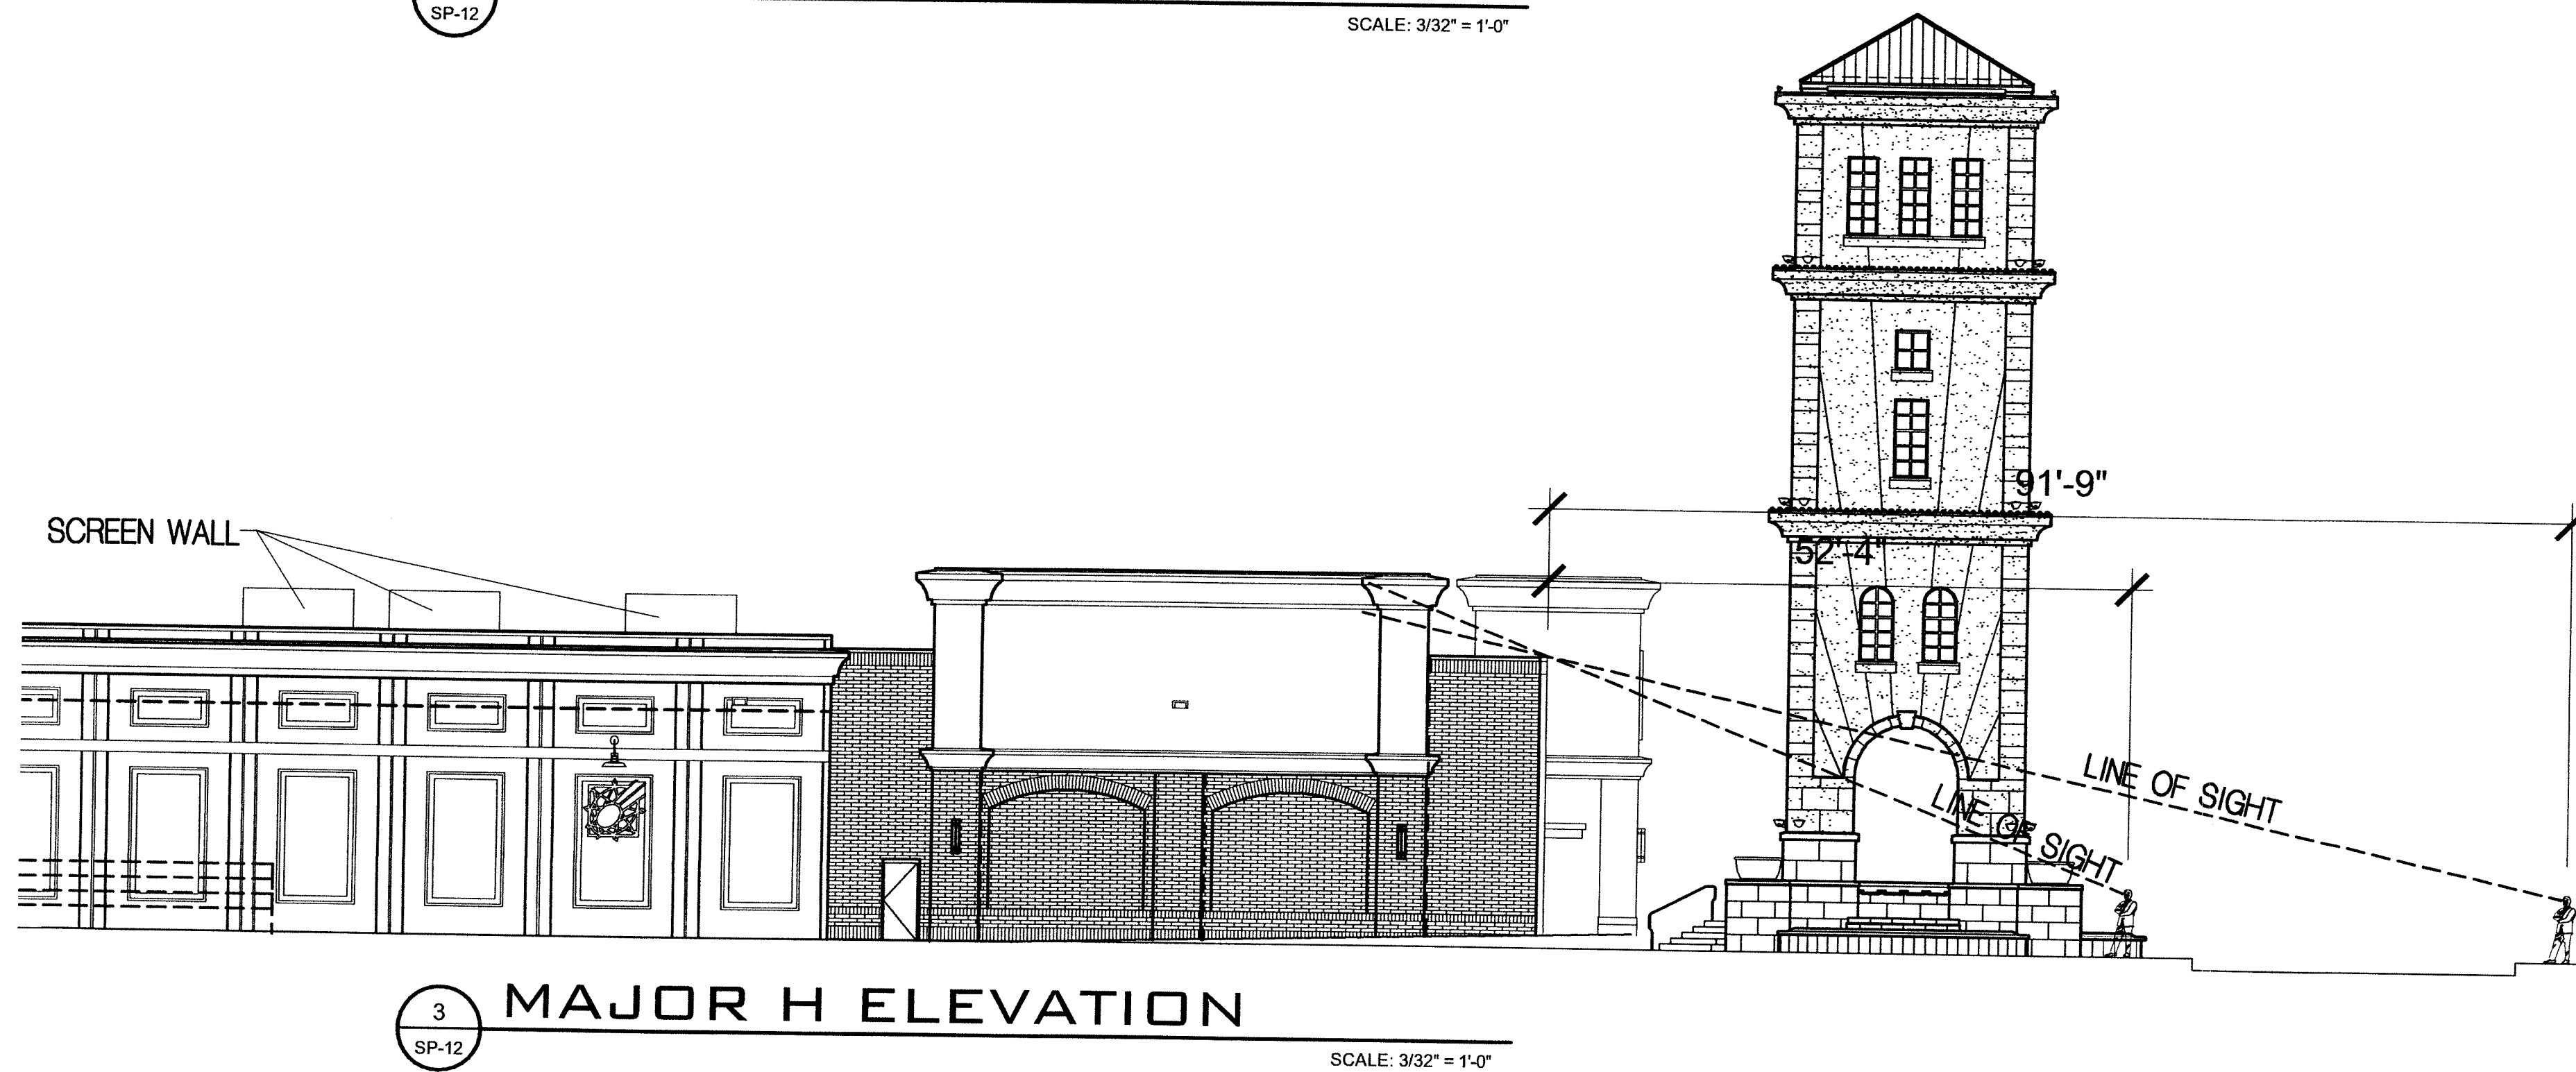 SP-12
SCALE: 3/32" = 1'-0"
91'-9"
SCREEN WALL
52'-4"
LINE OF SIGHT
LINE OF SIGHT
3
MAJOR H ELEVATION
SP-12
SCALE: 3/32" = 1'-0"